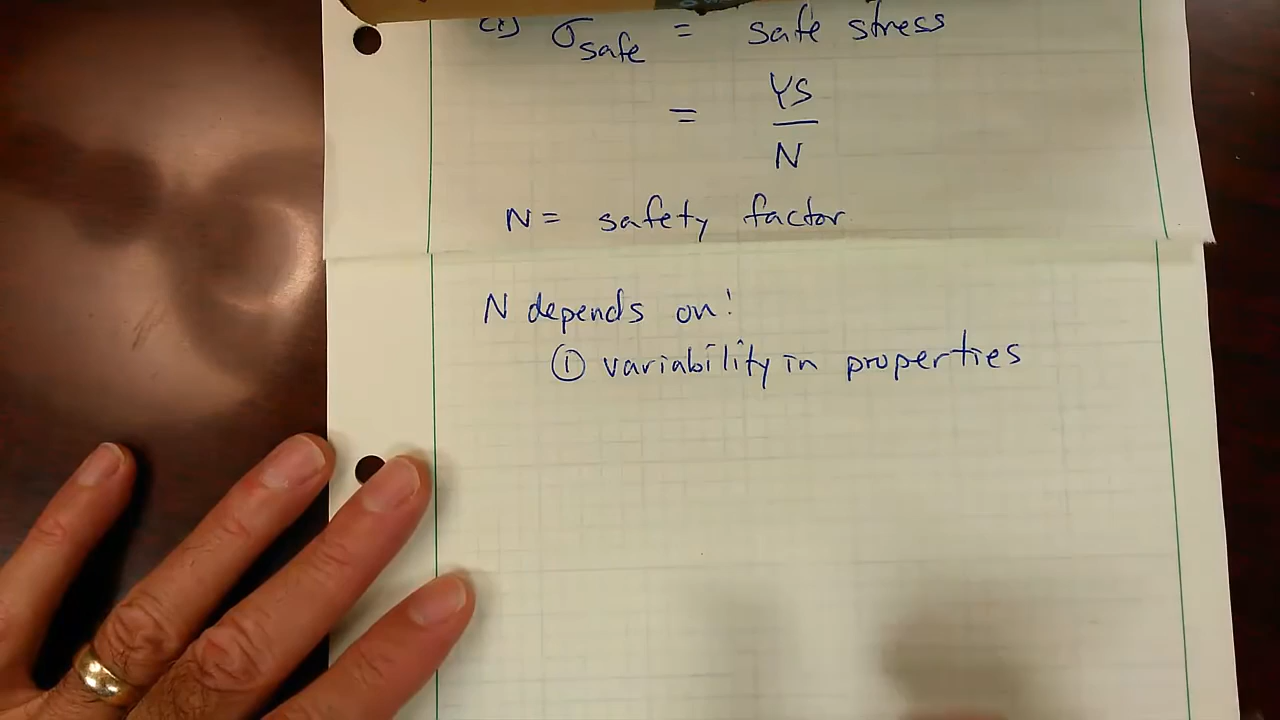 σsafe = safe stress
= YS
N
N = safety factor
N depends on:
① variability in properties